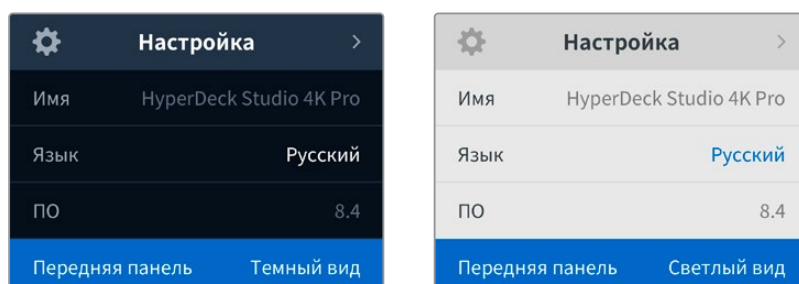 Настройка
Имя HyperDeck Studio 4K Pro
Язык Русский
ПО 8.4
Передняя панель Темный вид
Настройка
Имя HyperDeck Studio 4K Pro
Язык Русский
ПО 8.4
Передняя панель Светлый вид